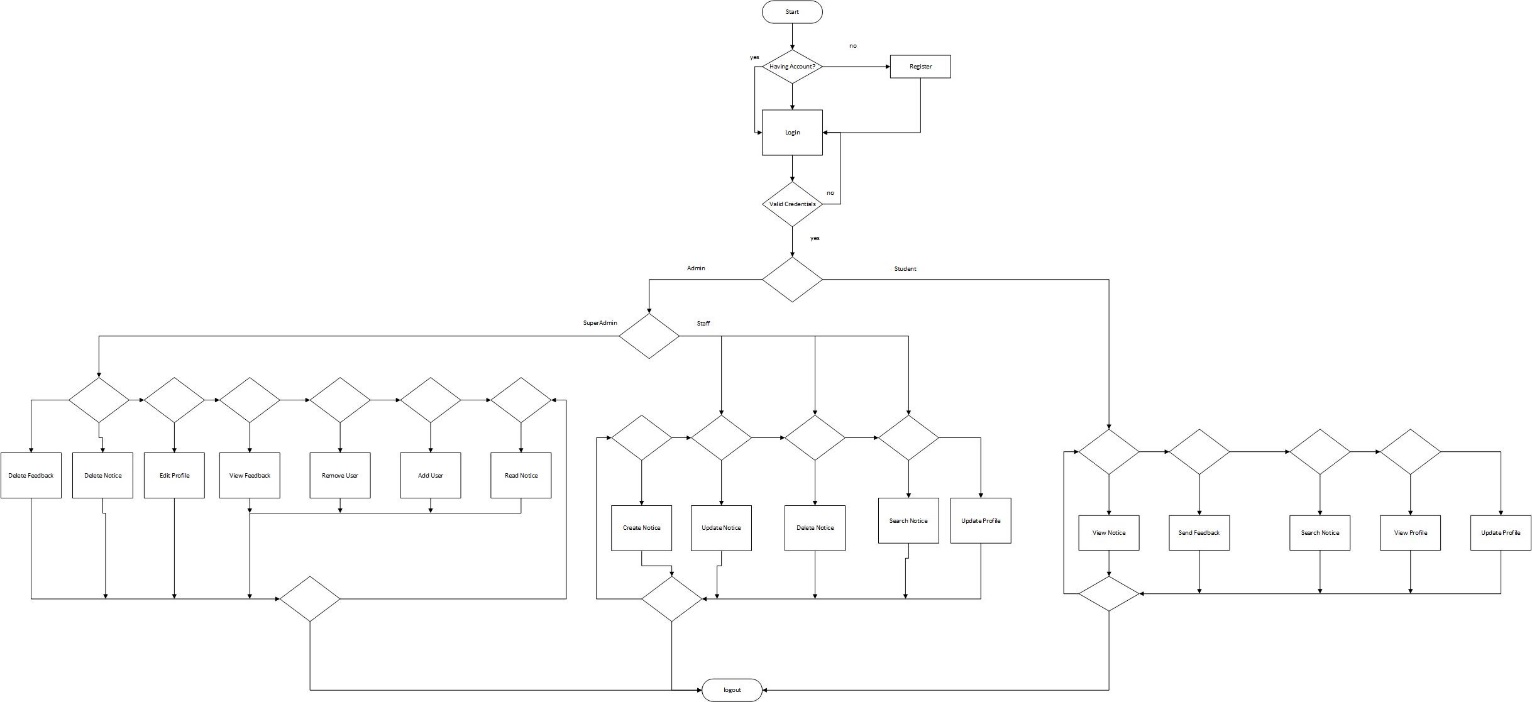 Start
no
yes
Having Account?
Register
Login
no
Valid Credentials
yes
Admin
Student
SuperAdmin
Staff
Delete Feedback
Delete Notice
Edit Profile
View Feedback
Remove User
Add User
Read Notice
Create Notice
Update Notice
Delete Notice
Search Notice
Update Profile
View Notice
Send Feedback
Search Notice
View Profile
Update Profile
logout